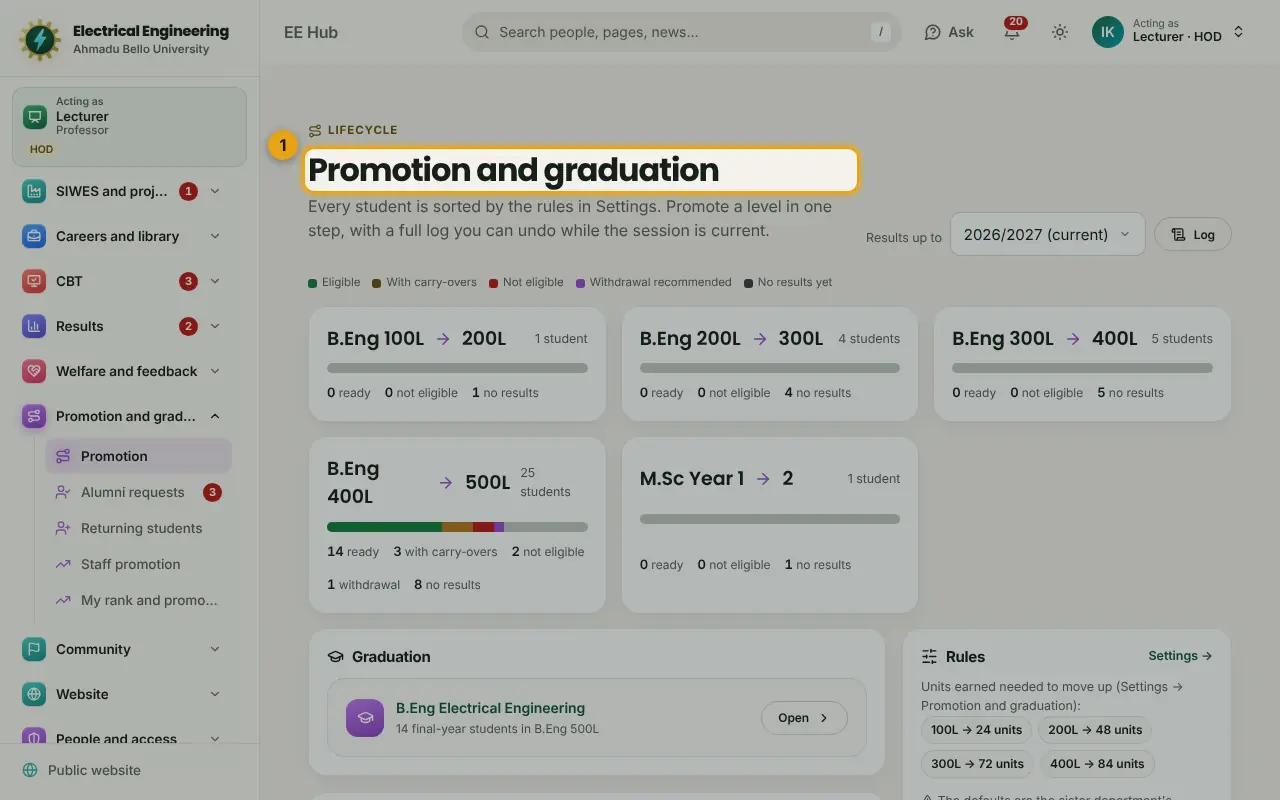 Electrical Engineering
Ahmadu Bello University
EE Hub
Search people, pages, news...
/
Ask
20
IK
Acting as
Lecturer · HOD
Acting as
Lecturer
Professor
HOD
SIWES and proj... 1
Careers and library
CBT 3
Results 2
Welfare and feedback
Promotion and grad...
Promotion
Alumni requests 3
Returning students
Staff promotion
My rank and promo...
Community
Website
People and access
Public website
1
LIFECYCLE
Promotion and graduation
Every student is sorted by the rules in Settings. Promote a level in one
step, with a full log you can undo while the session is current.
Results up to
2026/2027 (current)
Log
Eligible With carry-overs Not eligible Withdrawal recommended No results yet
B.Eng 100L → 200L 1 student
0 ready 0 not eligible 1 no results
B.Eng 200L → 300L 4 students
0 ready 0 not eligible 4 no results
B.Eng 300L → 400L 5 students
0 ready 0 not eligible 5 no results
B.Eng
400L → 500L 25
students
14 ready 3 with carry-overs 2 not eligible
1 withdrawal 8 no results
M.Sc Year 1 → 2 1 student
0 ready 0 not eligible 1 no results
Graduation
B.Eng Electrical Engineering
14 final-year students in B.Eng 500L
Open
Rules
Settings →
Units earned needed to move up (Settings →
Promotion and graduation):
100L → 24 units 200L → 48 units
300L → 72 units 400L → 84 units
The defaults are the sister department's